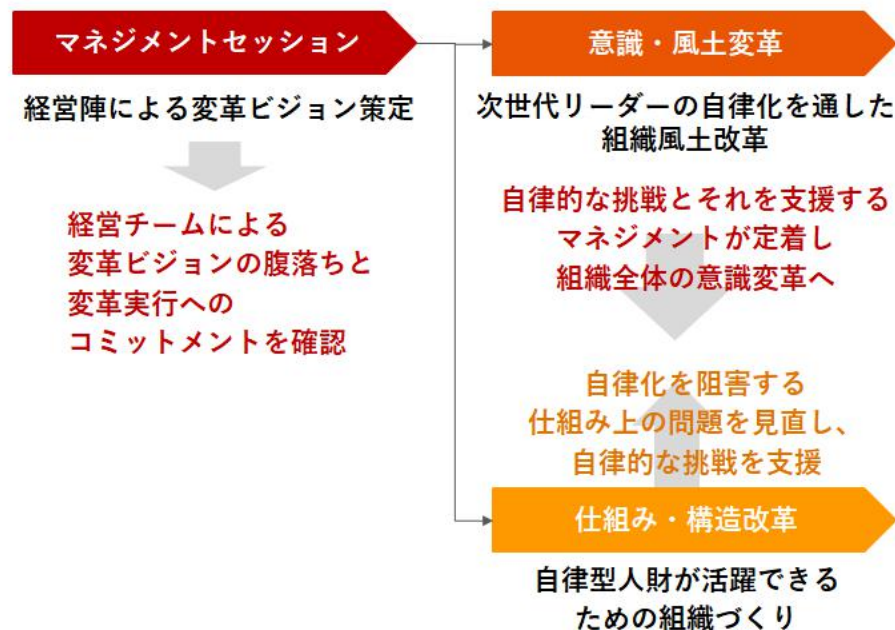 マネジメントセッション
経営陣による変革ビジョン策定
経営チームによる
変革ビジョンの腹落ちと
変革実行への
コミットメントを確認
意識・風土変革
次世代リーダーの自律化を通した
組織風土改革
自律的な挑戦とそれを支援する
マネジメントが定着し
組織全体の意識変革へ
自律化を阻害する
仕組み上の問題を見直し、
自律的な挑戦を支援
仕組み・構造改革
自律型人財が活躍できる
ための組織づくり